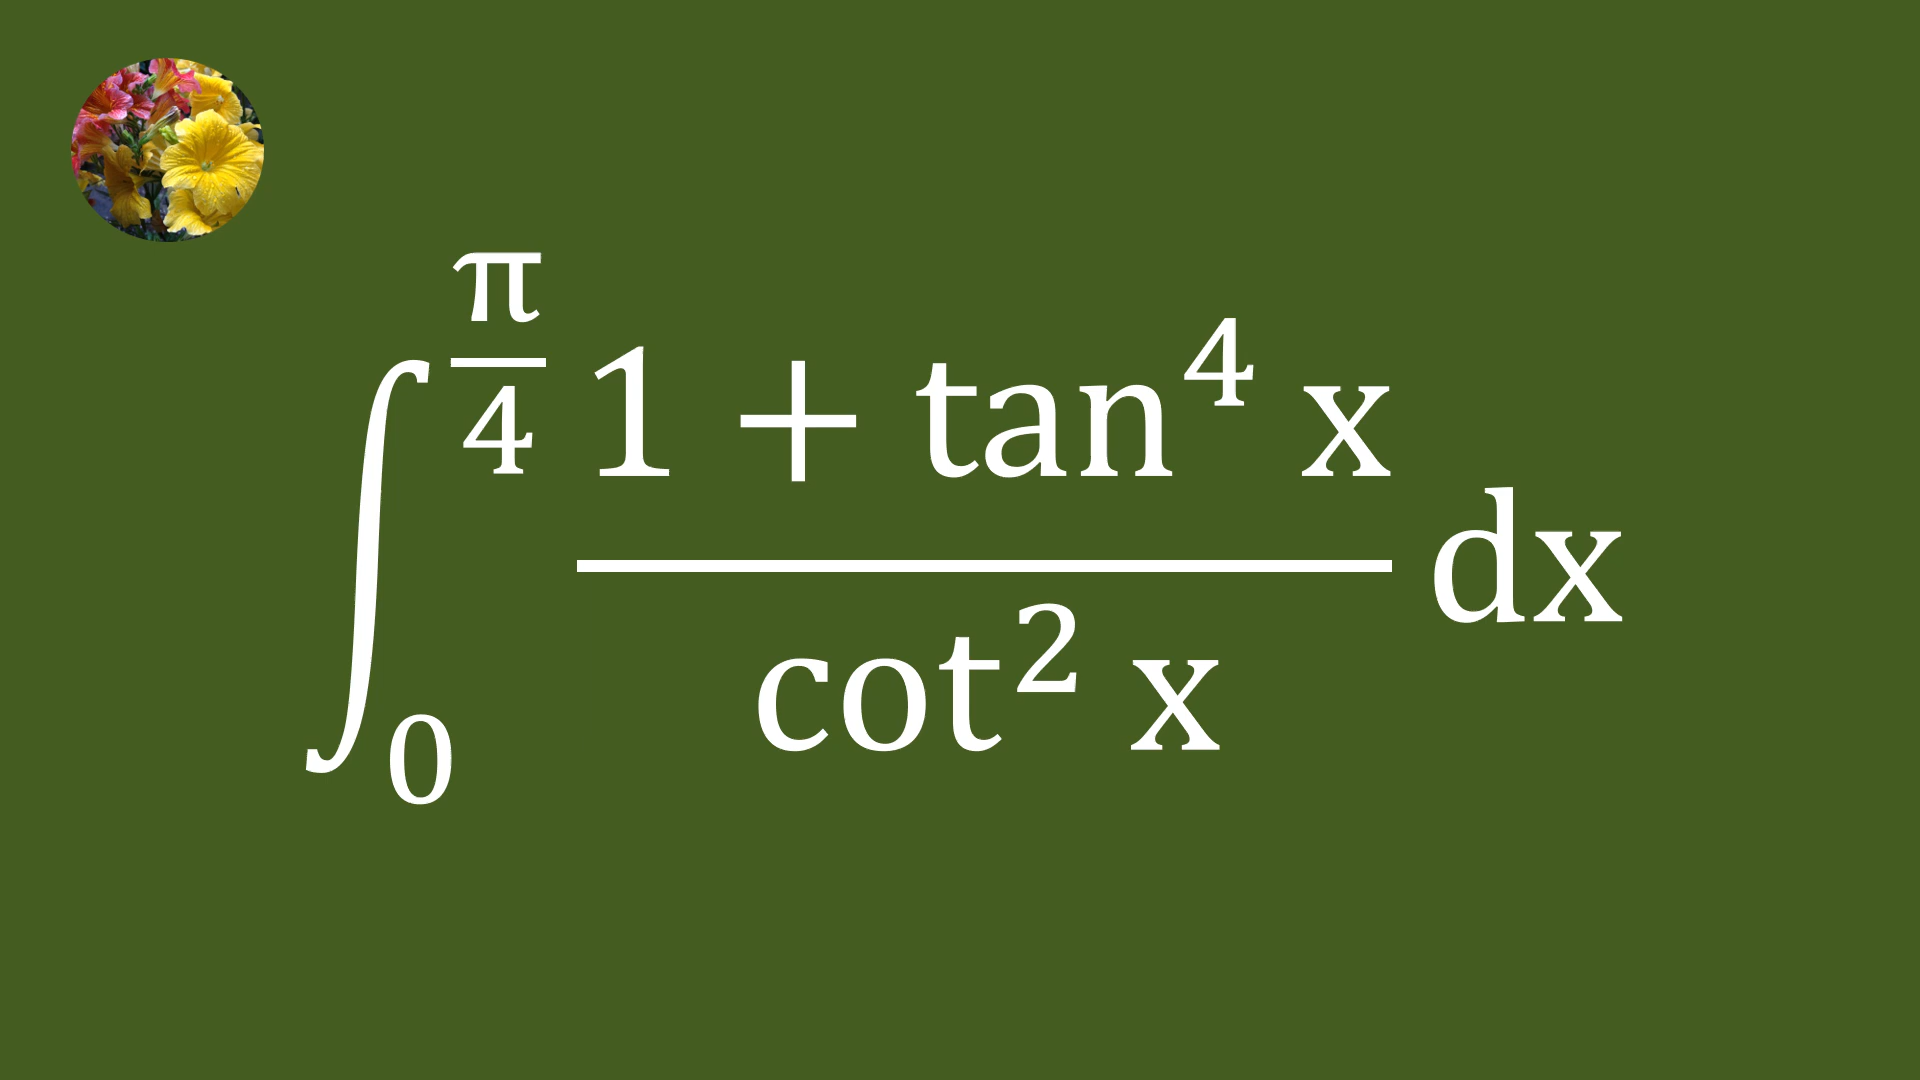 ∫₀^(π/4) (1 + tan⁴ x)/(cot² x) dx